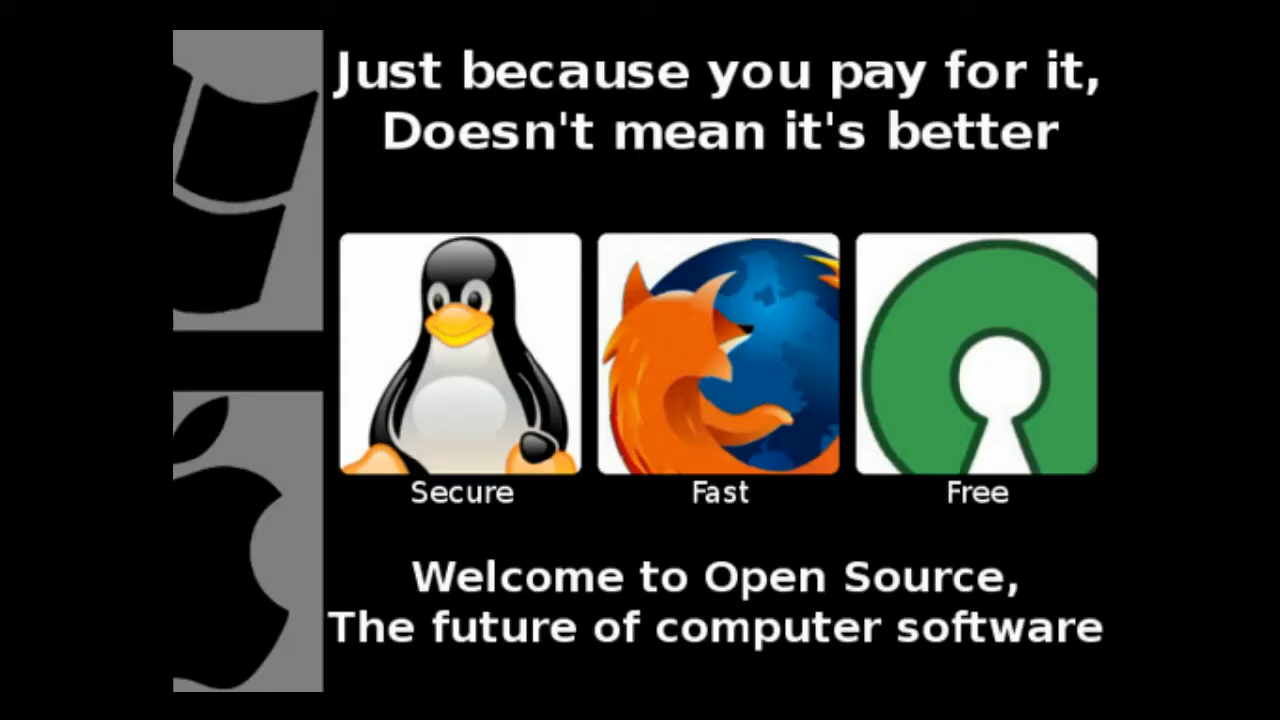 Just because you pay for it,
Doesn't mean it's better
Secure
Fast
Free
Welcome to Open Source,
The future of computer software